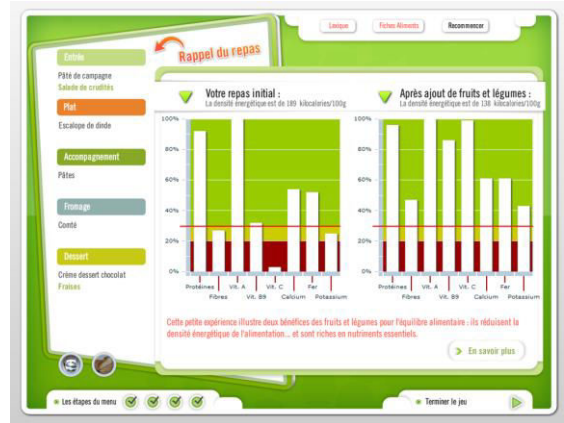 Lexique
Fiches Aliments
Recommencer
Rappel du repas
Entrée
Pâté de campagne
Salade de crudités
Plat
Escalope de dinde
Accompagnement
Pâtes
Fromage
Comté
Dessert
Crème dessert chocolat
Fraises
Votre repas initial :
La densité énergétique est de 189 kilocalories/100g
100%
80%
60%
40%
20%
0%
Protéines Vit. A Vit. C Fer
Fibres Vit. B9 Calcium Potassium
Après ajout de fruits et légumes :
La densité énergétique est de 138 kilocalories/100g
100%
80%
60%
40%
20%
0%
Protéines Vit. A Vit. C Fer
Fibres Vit. B9 Calcium Potassium
Cette petite expérience illustre deux bénéfices des fruits et légumes pour l'équilibre alimentaire : ils réduisent la
densité énergétique de l'alimentation... et sont riches en nutriments essentiels.
En savoir plus
Les étapes du menu
Terminer le jeu